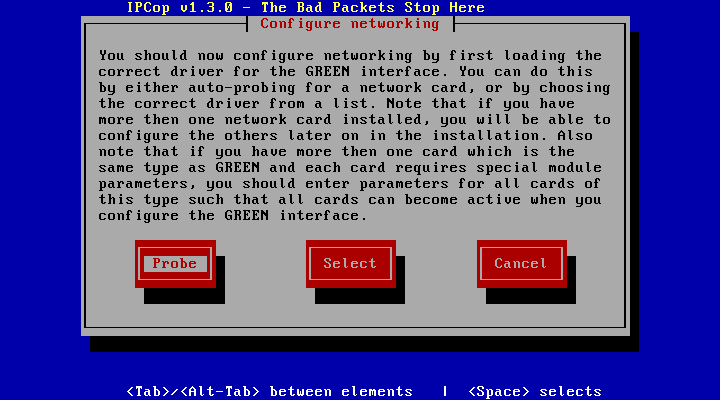 IPCop v1.3.0 - The Bad Packets Stop Here
Configure networking
You should now configure networking by first loading the
correct driver for the GREEN interface. You can do this
by either auto-probing for a network card, or by choosing
the correct driver from a list. Note that if you have
more then one network card installed, you will be able to
configure the others later on in the installation. Also
note that if you have more then one card which is the
same type as GREEN and each card requires special module
parameters, you should enter parameters for all cards of
this type such that all cards can become active when you
configure the GREEN interface.
Probe Select Cancel
<Tab>/<Alt-Tab> between elements | <Space> selects